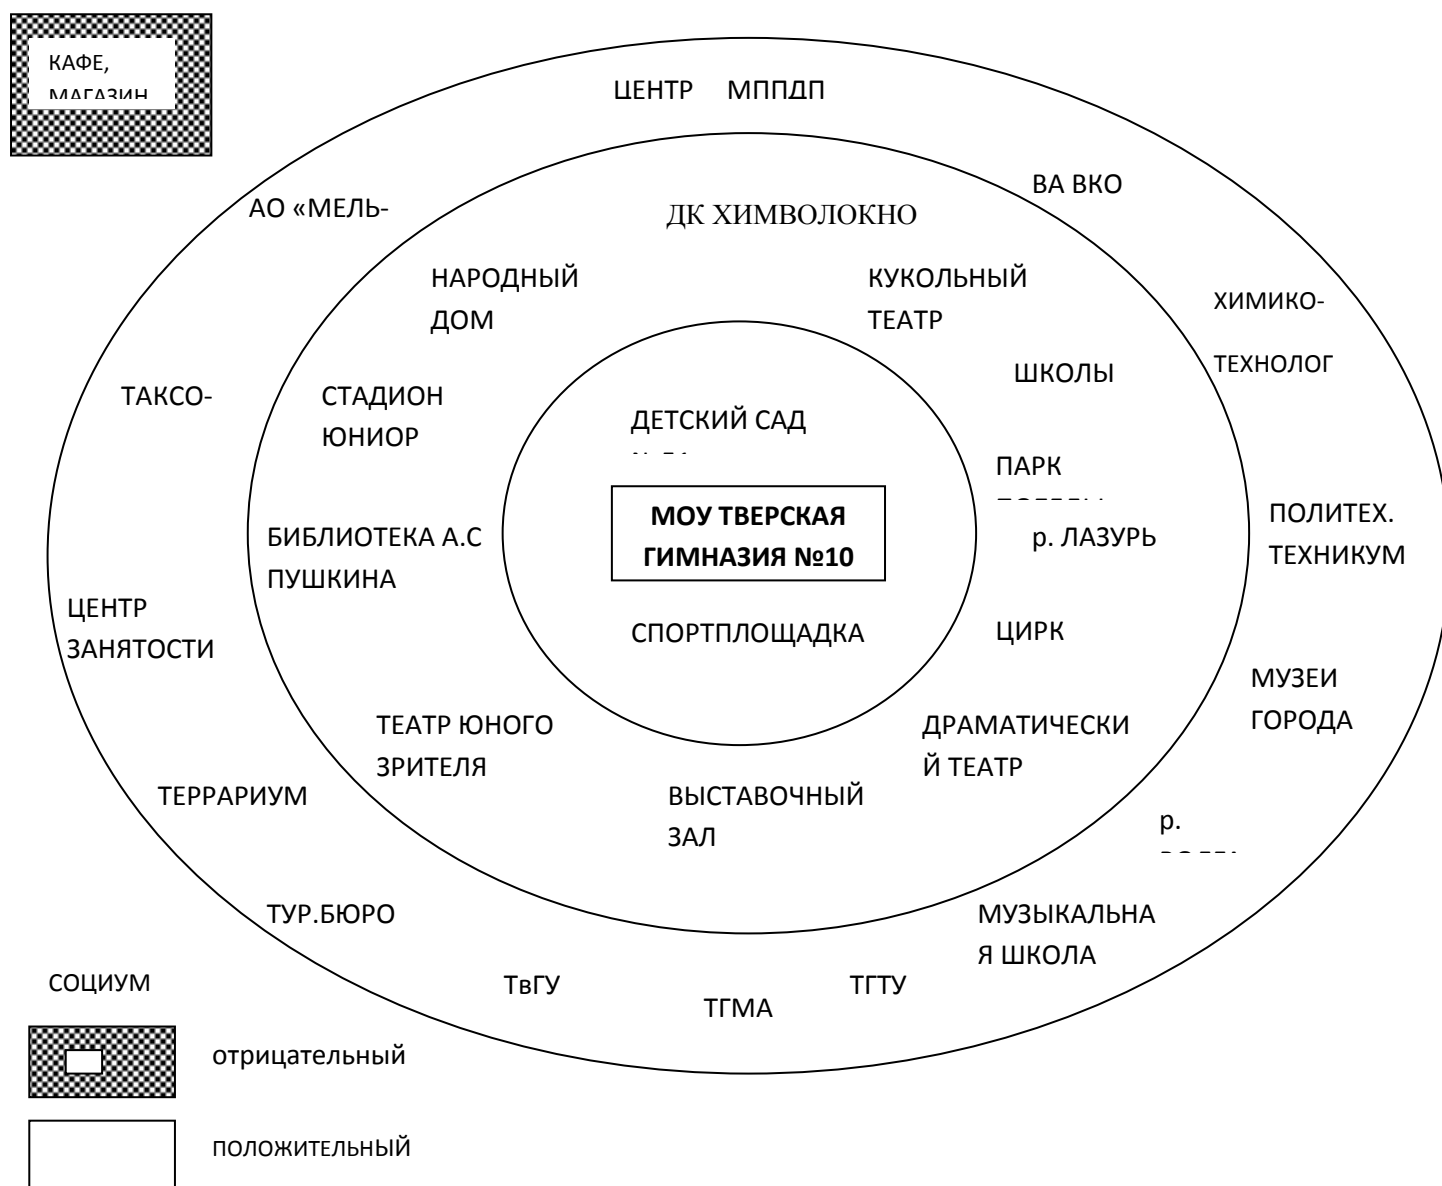 КАФЕ,
МАГАЗИН
ЦЕНТР МППДП
ВА ВКО
АО «МЕЛЬ-
ДК ХИМВОЛОКНО
НАРОДНЫЙ
ДОМ
КУКОЛЬНЫЙ
ТЕАТР
ХИМИКО-
ТЕХНОЛОГ
ШКОЛЫ
ТАКСО-
СТАДИОН
ЮНИОР
ДЕТСКИЙ САД
ПАРК
МОУ ТВЕРСКАЯ
ГИМНАЗИЯ №10
БИБЛИОТЕКА А.С
ПУШКИНА
р. ЛАЗУРЬ
ПОЛИТЕХ.
ТЕХНИКУМ
ЦЕНТР
ЗАНЯТОСТИ
СПОРТПЛОЩАДКА
ЦИРК
МУЗЕИ
ГОРОДА
ТЕАТР ЮНОГО
ЗРИТЕЛЯ
ДРАМАТИЧЕСКИ
Й ТЕАТР
ТЕРРАРИУМ
ВЫСТАВОЧНЫЙ
ЗАЛ
р.
ТУР.БЮРО
МУЗЫКАЛЬНА
Я ШКОЛА
ТвГУ
ТГМА
ТГТУ
СОЦИУМ
отрицательный
ПОЛОЖИТЕЛЬНЫЙ